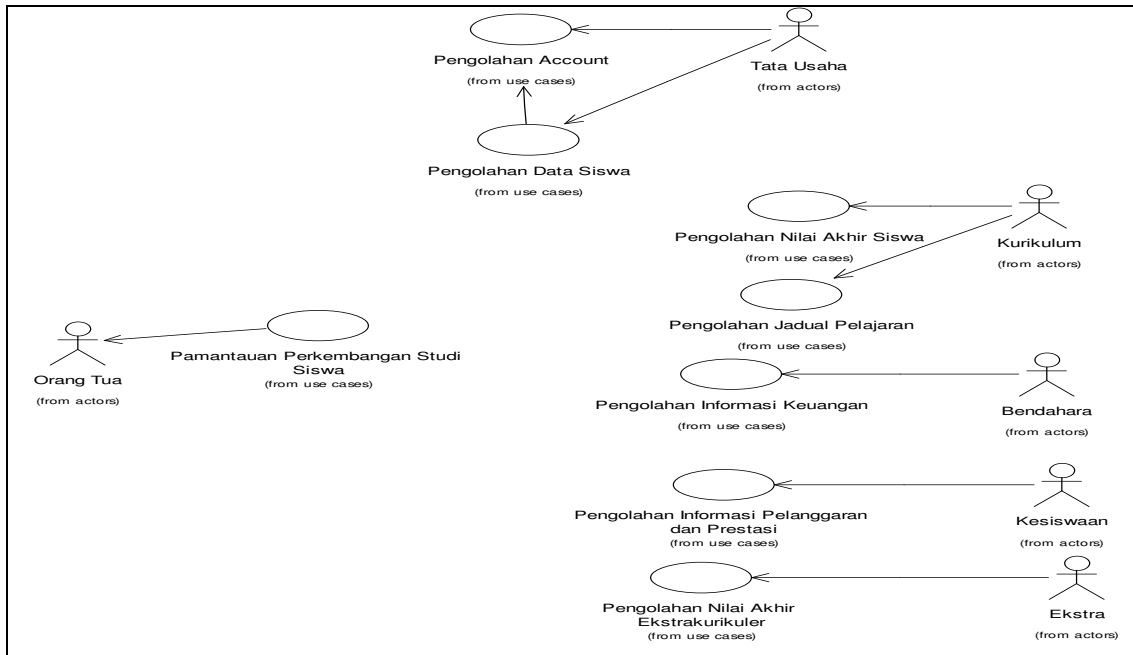 Pengolahan Account
(from use cases)
Tata Usaha
(from actors)
Pengolahan Data Siswa
(from use cases)
Pengolahan Nilai Akhir Siswa
(from use cases)
Kurikulum
(from actors)
Pengolahan Jadual Pelajaran
(from use cases)
Orang Tua
(from actors)
Pamantauan Perkembangan Studi
Siswa
(from use cases)
Pengolahan Informasi Keuangan
(from use cases)
Bendahara
(from actors)
Pengolahan Informasi Pelanggaran
dan Prestasi
(from use cases)
Kesiswaan
(from actors)
Pengolahan Nilai Akhir
Ekstrakurikuler
(from use cases)
Ekstra
(from actors)